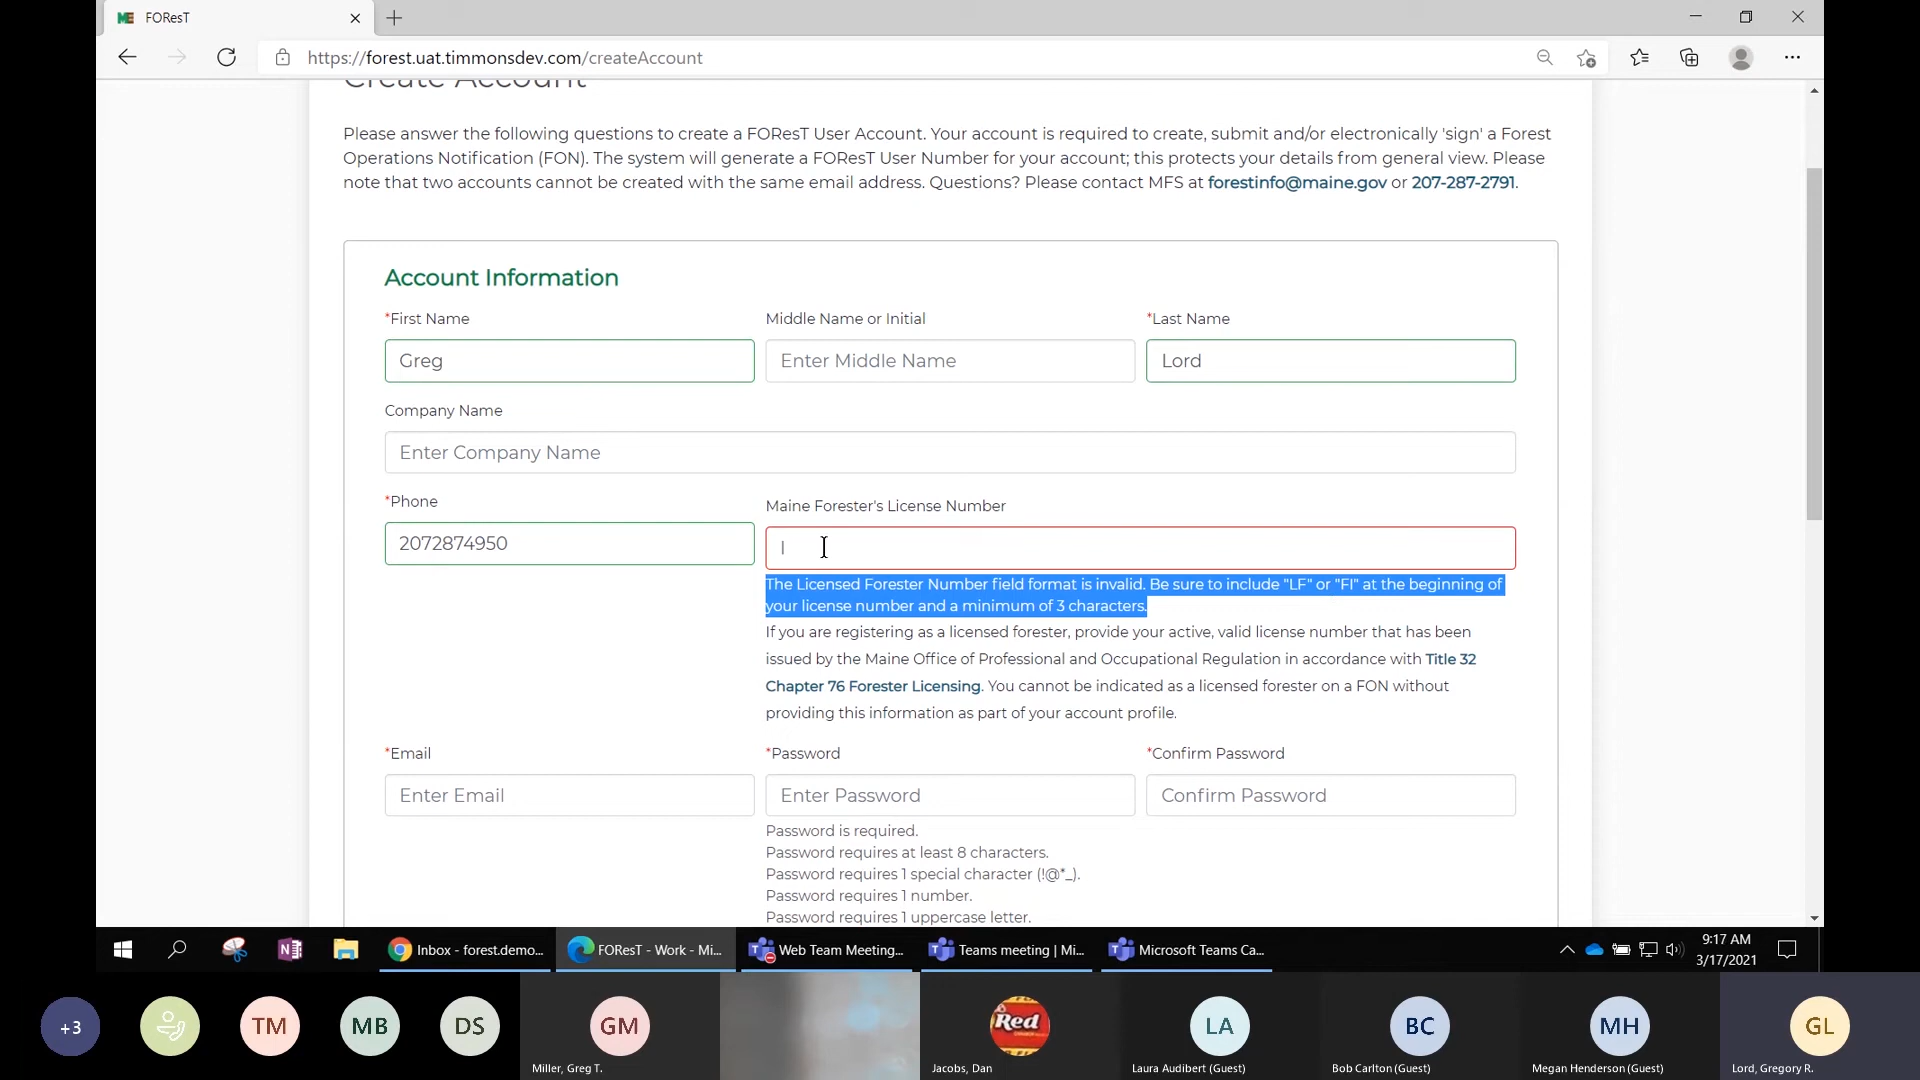 FOResT
https://forest.uat.timmonsdev.com/createAccount
Create Account
Please answer the following questions to create a FOResT User Account. Your account is required to create, submit and/or electronically 'sign' a Forest
Operations Notification (FON). The system will generate a FOResT User Number for your account; this protects your details from general view. Please
note that two accounts cannot be created with the same email address. Questions? Please contact MFS at forestinfo@maine.gov or 207-287-2791.
Account Information
*First Name
Middle Name or Initial
*Last Name
Greg
Enter Middle Name
Lord
Company Name
Enter Company Name
*Phone
Maine Forester's License Number
2072874950
l
The Licensed Forester Number field format is invalid. Be sure to include "LF" or "FI" at the beginning of
your license number and a minimum of 3 characters.
If you are registering as a licensed forester, provide your active, valid license number that has been
issued by the Maine Office of Professional and Occupational Regulation in accordance with Title 32
Chapter 76 Forester Licensing. You cannot be indicated as a licensed forester on a FON without
providing this information as part of your account profile.
*Email
*Password
*Confirm Password
Enter Email
Enter Password
Confirm Password
Password is required.
Password requires at least 8 characters.
Password requires 1 special character (!@*_).
Password requires 1 number.
Password requires 1 uppercase letter.
Inbox - forest.demo...
FOResT - Work - Mi...
Web Team Meeting...
Teams meeting | Mi...
Microsoft Teams Ca...
9:17 AM
3/17/2021
+3
TM
MB
DS
GM
Red
LA
BC
MH
GL
Miller, Greg T.
Jacobs, Dan
Laura Audibert (Guest)
Bob Carlton (Guest)
Megan Henderson (Guest)
Lord, Gregory R.